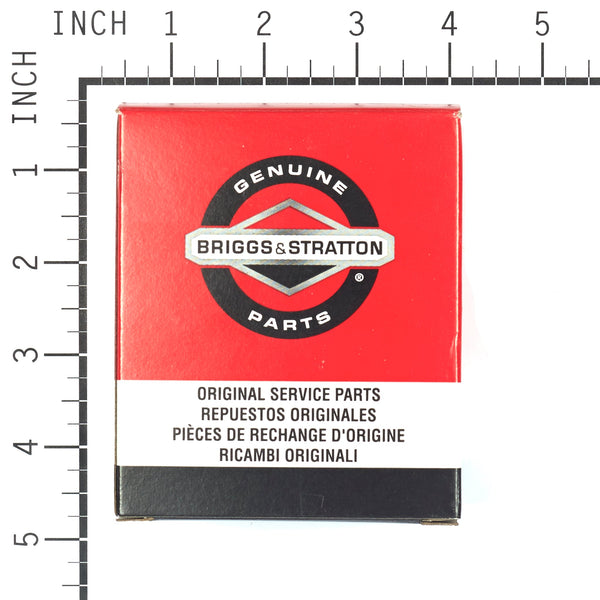 INCH 1 2 3 4 5
INCH
1
2
3
4
5
GENUINE
BRIGGS & STRATTON
®
PARTS
ORIGINAL SERVICE PARTS
REPUESTOS ORIGINALES
PIÈCES DE RECHANGE D'ORIGINE
RICAMBI ORIGINALI